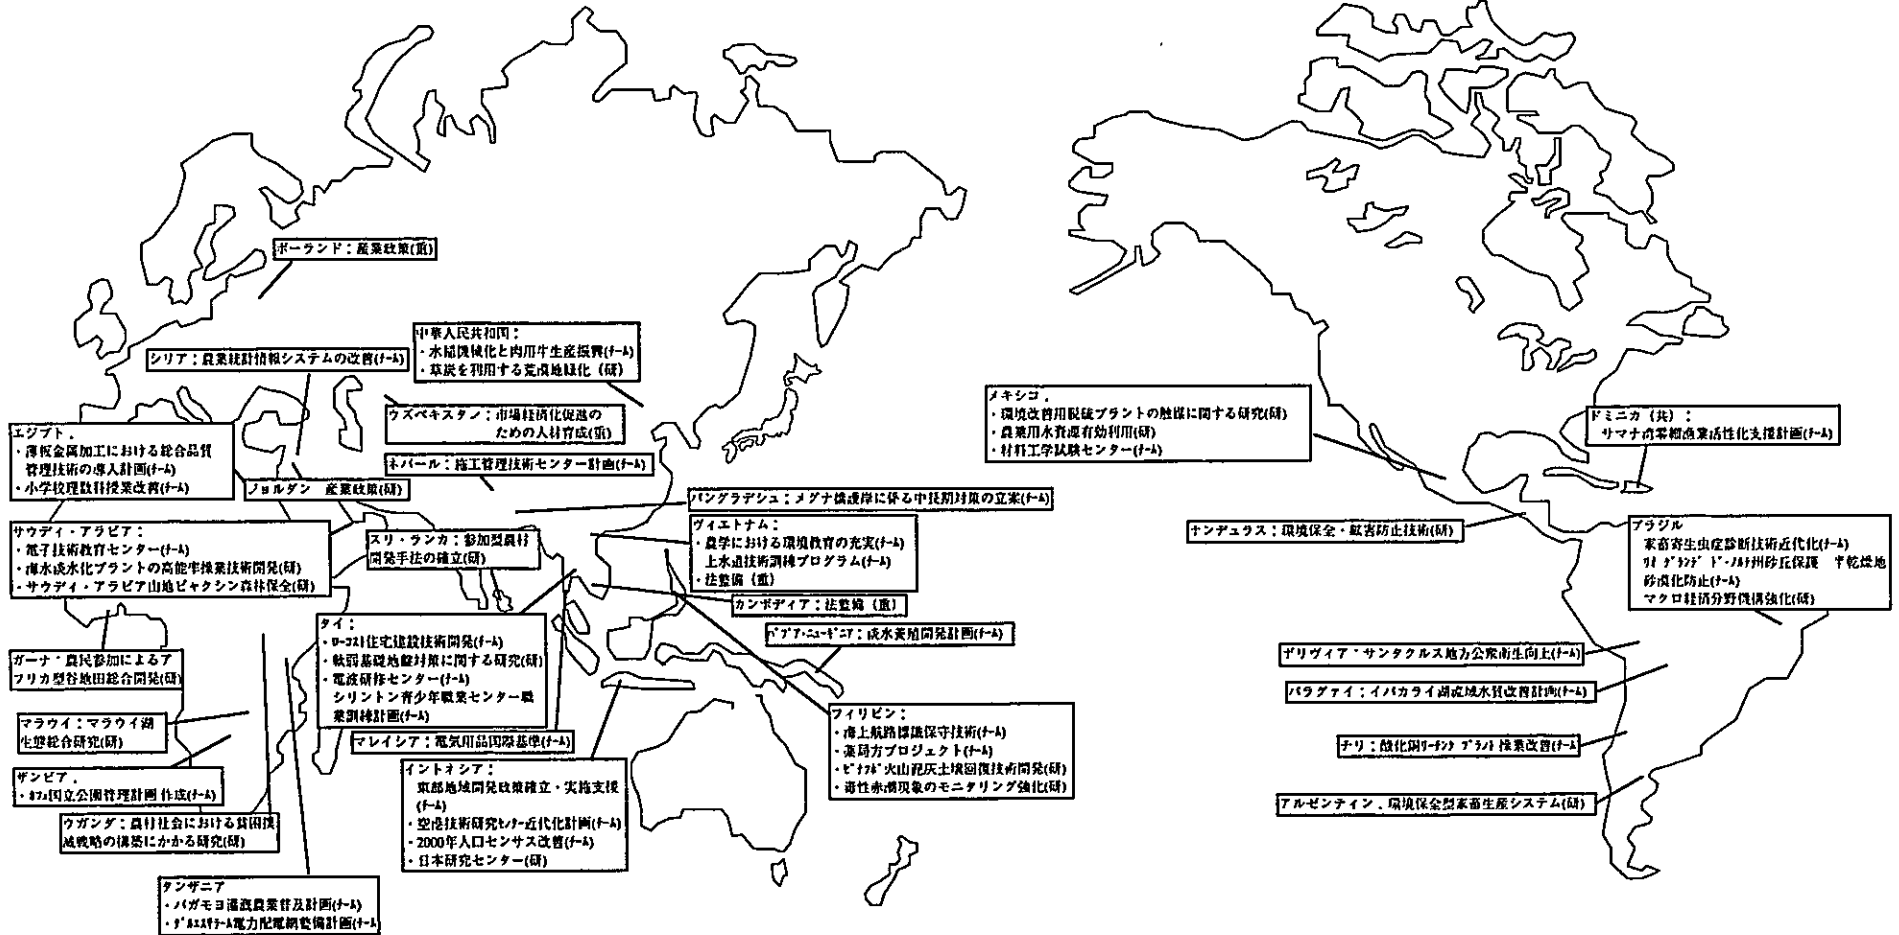 ポーランド：産業政策(重)
シリア：農業統計情報システムの改善(ﾁｰﾑ)
中華人民共和国：
・水稲機械化と肉用牛生産振興(ﾁｰﾑ)
・草炭を利用する荒漠地緑化（研）
ウズベキスタン：市場経済化促進の
ための人材育成(重)
ネパール：施工管理技術センター計画(ﾁｰﾑ)
エジプト．
・薄板金属加工における総合品質
管理技術の導入計画(ﾁｰﾑ)
・小学校理数科授業改善(ﾁｰﾑ)
ジョルダン　産業政策(研)
バングラデシュ：メグナ橋護岸に係る中長期対策の立案(ﾁｰﾑ)
サウディ・アラビア：
・電子技術教育センター(ﾁｰﾑ)
・海水淡水化プラントの高能率操業技術開発(研)
・サウディ・アラビア山地ビャクシン森林保全(研)
スリ・ランカ：参加型農村
開発手法の確立(研)
ヴィエトナム：
・農学における環境教育の充実(ﾁｰﾑ)
上水道技術訓練プログラム(ﾁｰﾑ)
・法整備（重）
カンボディア：法整備（重）
ﾊﾟﾌﾟｱ･ﾆｭｰｷﾞﾆｱ：淡水養殖開発計画(ﾁｰﾑ)
タイ：
・ﾛｰｺｽﾄ住宅建設技術開発(ﾁｰﾑ)
・軟弱基礎地盤対策に関する研究(研)
・電波研修センター(ﾁｰﾑ)
シリントン青少年職業センター職
業訓練計画(ﾁｰﾑ)
ガーナ・農民参加によるア
フリカ型谷地田総合開発(研)
マラウイ：マラウイ湖
生態総合研究(研)
マレイシア：電気用品国際基準(ﾁｰﾑ)
ザンビア．
・ｶﾌｪ国立公園管理計画作成(ﾁｰﾑ)
ウガンダ：農村社会における貧困撲
滅戦略の構築にかかる研究(研)
タンザニア
・バガモヨ灌漑農業普及計画(ﾁｰﾑ)
・ﾀﾞﾙｴｽｻﾗｰﾑ電力配電網整備計画(ﾁｰﾑ)
インドネシア：
東部地域開発政策確立・実施支援
(ﾁｰﾑ)
・空港技術研究ｾﾝﾀｰ近代化計画(ﾁｰﾑ)
・2000年人口センサス改善(ﾁｰﾑ)
・日本研究センター(研)
フィリピン：
・海上航路標識保守技術(ﾁｰﾑ)
・薬局方プロジェクト(ﾁｰﾑ)
・ﾋﾟﾅﾂﾎﾞ火山配灰土壌回復技術開発(研)
・毒性赤潮現象のモニタリング強化(研)
メキシコ．
・環境改善用脱硫プラントの触媒に関する研究(研)
・農業用水資源有効利用(研)
・材料工学試験センター(ﾁｰﾑ)
ドミニカ（共）：
サマナ湾零細漁業活性化支援計画(ﾁｰﾑ)
ナンデュラス：環境保全・鉱害防止技術(研)
ブラジル
家畜寄生虫症診断技術近代化(ﾁｰﾑ)
ﾘｵ ｸﾞﾗﾝﾃﾞ ﾄﾞ･ﾉﾙﾃ州砂丘保護　半乾燥地
砂漠化防止(ﾁｰﾑ)
マクロ経済分野機構強化(研)
ボリヴィア・サンタクルス地方公衆衛生向上(ﾁｰﾑ)
パラグァイ：イパカライ湖流域水質改善計画(ﾁｰﾑ)
チリ：酸化銅ﾘｰﾁﾝｸ ﾌﾟﾗﾝﾄ 操業改善(ﾁｰﾑ)
アルゼンティン．環境保全型家畜生産システム(研)